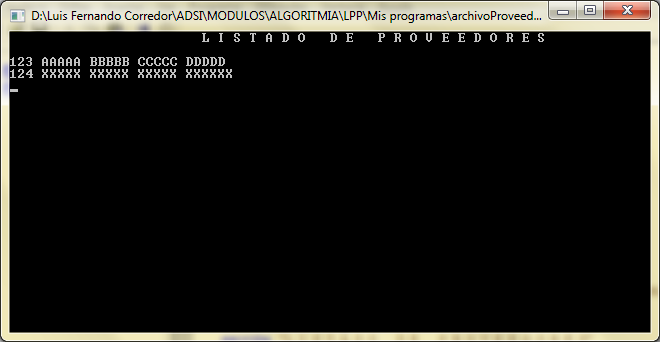 D:\Luis Fernando Corredor\ADSI\MODULOS\ALGORITMIA\LPP\Mis programas\archivoProveed...
L I S T A D O   D E   P R O V E E D O R E S
123 AAAAA BBBBB CCCCC DDDDD
124 XXXXX XXXXX XXXXX XXXXXX